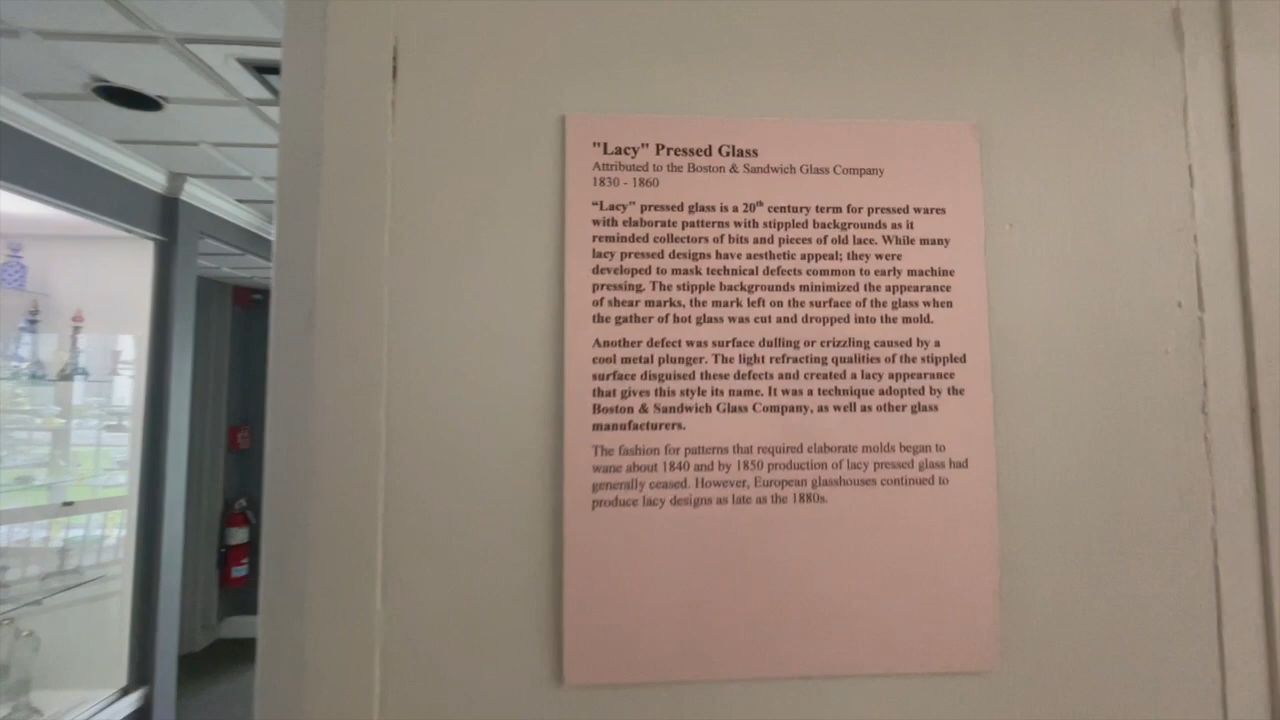 "Lacy" Pressed Glass
Attributed to the Boston & Sandwich Glass Company
1830 - 1860
“Lacy” pressed glass is a 20th century term for pressed wares
with elaborate patterns with stippled backgrounds as it
reminded collectors of bits and pieces of old lace. While many
lacy pressed designs have aesthetic appeal; they were
developed to mask technical defects common to early machine
pressing. The stipple backgrounds minimized the appearance
of shear marks, the mark left on the surface of the glass when
the gather of hot glass was cut and dropped into the mold.
Another defect was surface dulling or crizzling caused by a
cool metal plunger. The light refracting qualities of the stippled
surface disguised these defects and created a lacy appearance
that gives this style its name. It was a technique adopted by the
Boston & Sandwich Glass Company, as well as other glass
manufacturers.
The fashion for patterns that required elaborate molds began to
wane about 1840 and by 1850 production of lacy pressed glass had
generally ceased. However, European glasshouses continued to
produce lacy designs as late as the 1880s.